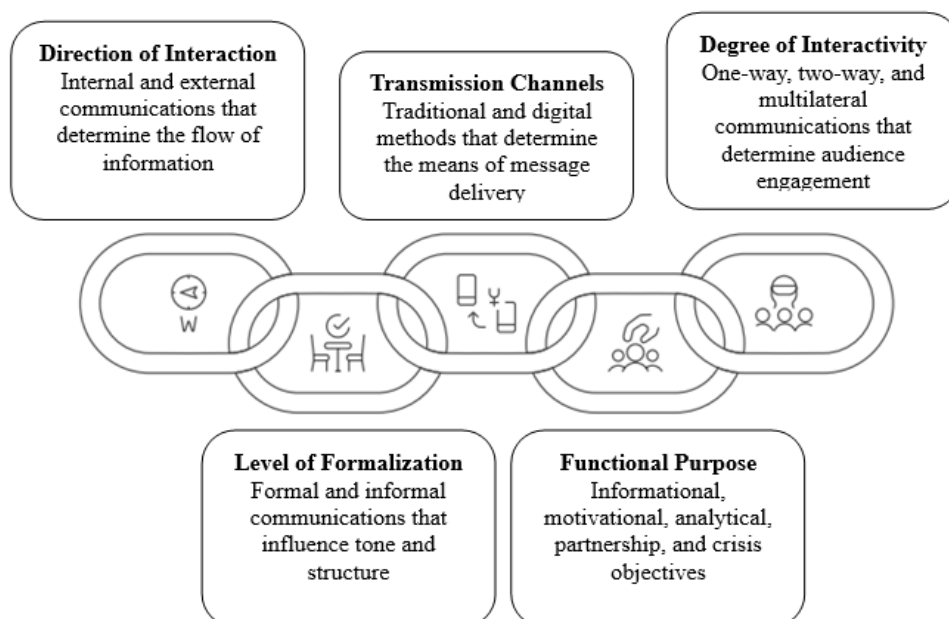 Direction of Interaction
Internal and external
communications that
determine the flow of
information
Transmission Channels
Traditional and digital
methods that determine
the means of message
delivery
Degree of Interactivity
One-way, two-way, and
multilateral
communications that
determine audience
engagement
W
Level of Formalization
Formal and informal
communications that
influence tone and
structure
Functional Purpose
Informational,
motivational, analytical,
partnership, and crisis
objectives